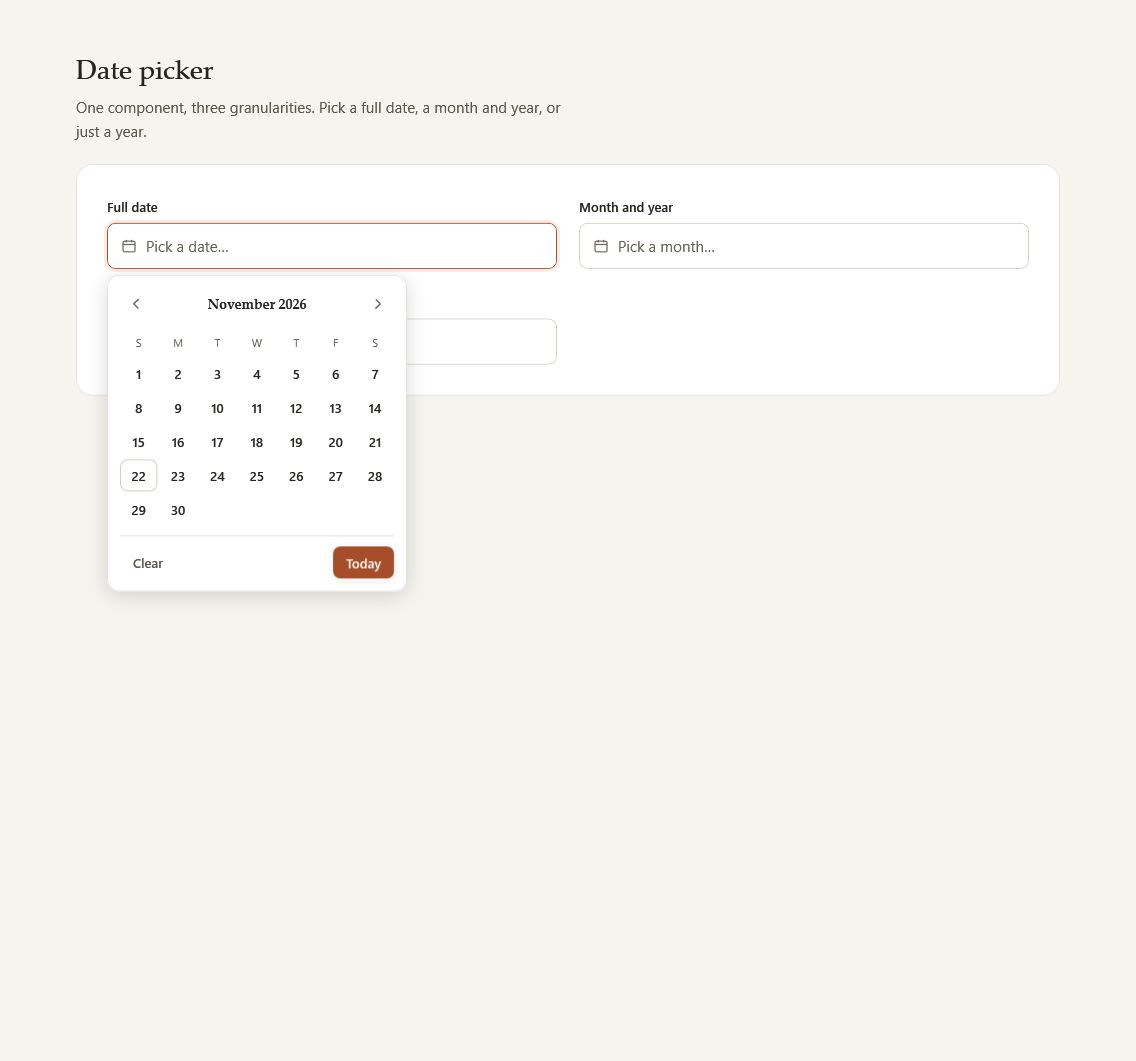 Date picker
One component, three granularities. Pick a full date, a month and year, or
just a year.
Full date
Month and year
Pick a date...
Pick a month...
November 2026
S M T W T F S
1 2 3 4 5 6 7
8 9 10 11 12 13 14
15 16 17 18 19 20 21
22 23 24 25 26 27 28
29 30
Clear
Today